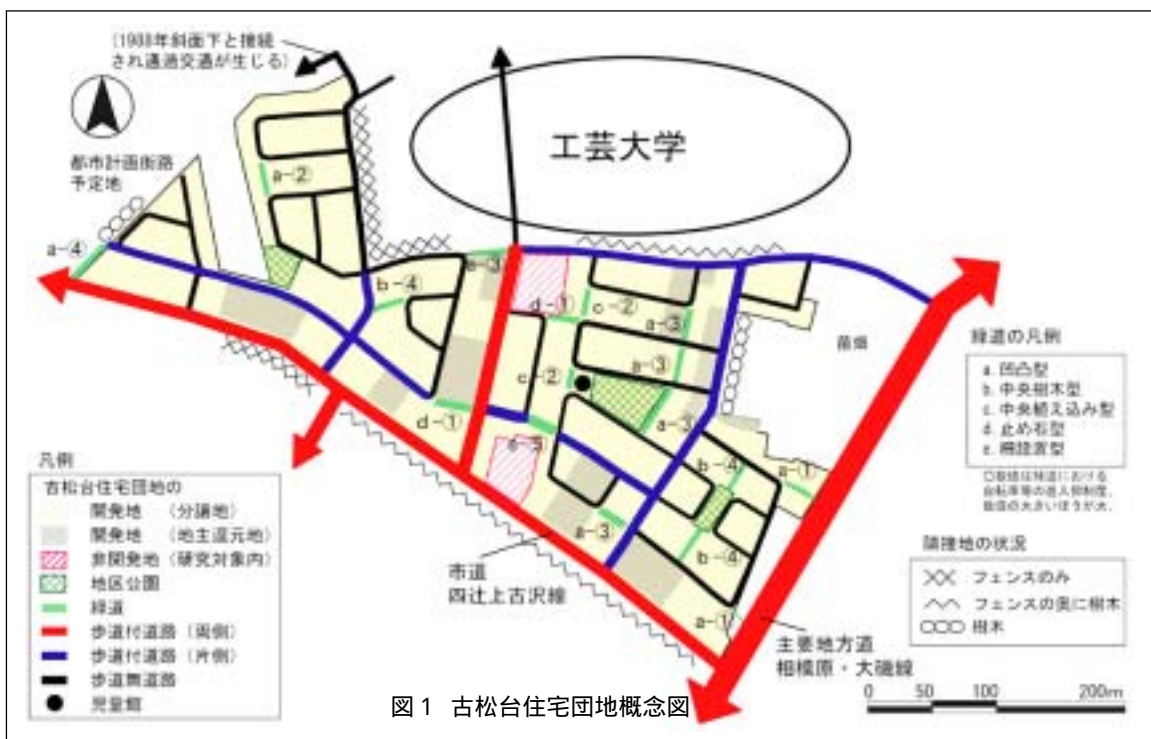 (1988年斜面下と接続
され通過交通が生じる)
工芸大学
都市計画街路
予定地
a-②
a-④
b-④
e-③
d-①
c-②
a-③
a-③
c-②
苗畑
d-①
a-③
b-④
a-①
a-③
b-④
a-①
緑道の凡例
a. 凹凸型
b. 中央樹木型
c. 中央植え込み型
d. 止め石型
e. 柵設置型
隣接地の状況
フェンスのみ
フェンスの奥に樹木
樹木
凡例
古松台住宅団地の
開発地 (分譲地)
開発地 (地主還元地)
非開発地 (研究対象内)
地区公園
緑道
歩道付道路 (両側)
歩道付道路 (片側)
歩道無道路
児童館
市道
四辻上古沢線
主要地方道
相模原・大磯線
0 50 100 200m
図1 古松台住宅団地概念図